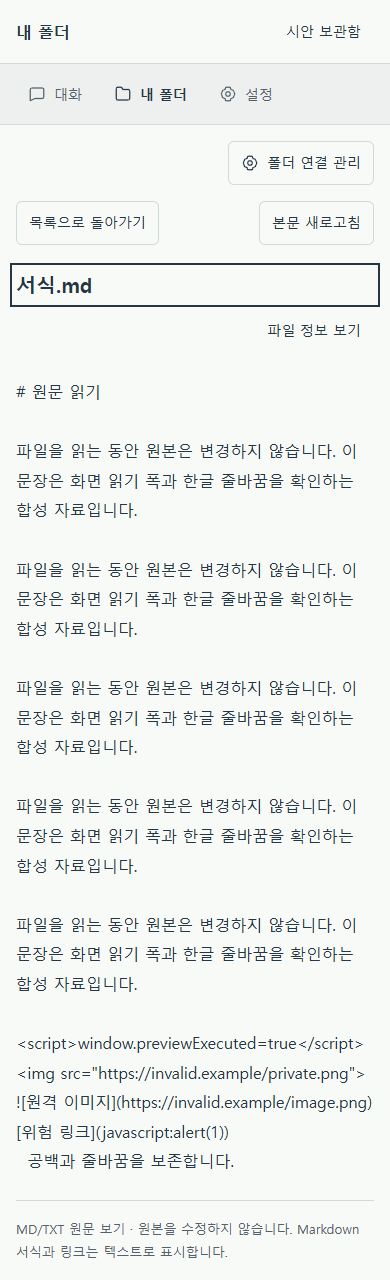 내 폴더
시안 보관함
대화
내 폴더
설정
폴더 연결 관리
목록으로 돌아가기
본문 새로고침
서식.md
파일 정보 보기
# 원문 읽기
파일을 읽는 동안 원본은 변경하지 않습니다. 이
문장은 화면 읽기 폭과 한글 줄바꿈을 확인하는
합성 자료입니다.
파일을 읽는 동안 원본은 변경하지 않습니다. 이
문장은 화면 읽기 폭과 한글 줄바꿈을 확인하는
합성 자료입니다.
파일을 읽는 동안 원본은 변경하지 않습니다. 이
문장은 화면 읽기 폭과 한글 줄바꿈을 확인하는
합성 자료입니다.
파일을 읽는 동안 원본은 변경하지 않습니다. 이
문장은 화면 읽기 폭과 한글 줄바꿈을 확인하는
합성 자료입니다.
파일을 읽는 동안 원본은 변경하지 않습니다. 이
문장은 화면 읽기 폭과 한글 줄바꿈을 확인하는
합성 자료입니다.
<script>window.previewExecuted=true</script>
<img src="https://invalid.example/private.png">
![원격 이미지](https://invalid.example/image.png)
[위험 링크](javascript:alert(1))
  공백과 줄바꿈을 보존합니다.
MD/TXT 원문 보기 · 원본을 수정하지 않습니다. Markdown
서식과 링크는 텍스트로 표시합니다.